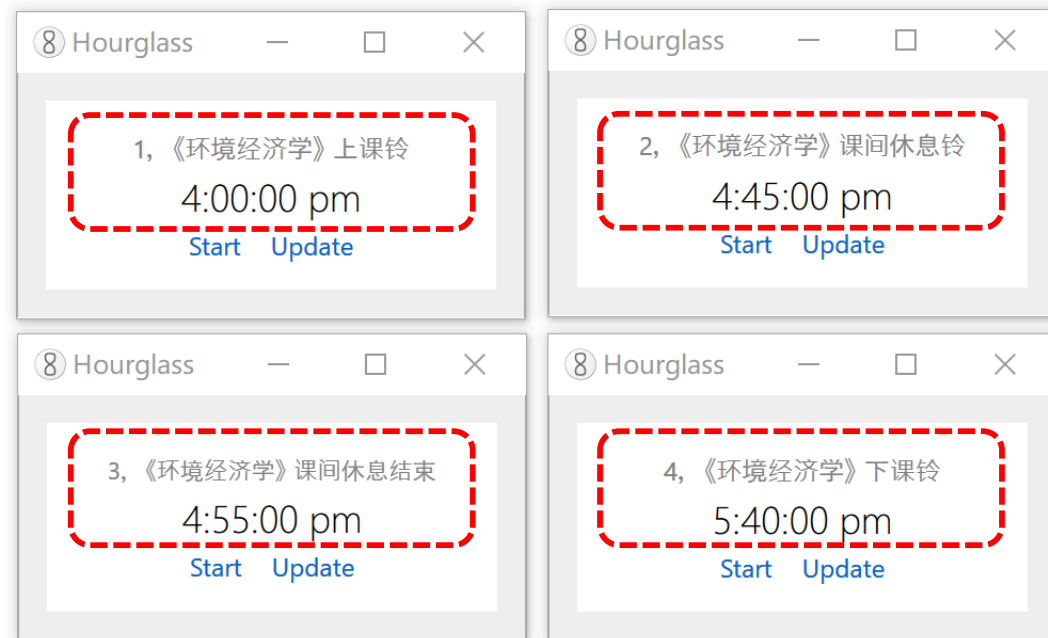 Hourglass
1, 《环境经济学》上课铃
4:00:00 pm
Start Update
Hourglass
2, 《环境经济学》课间休息铃
4:45:00 pm
Start Update
Hourglass
3, 《环境经济学》课间休息结束
4:55:00 pm
Start Update
Hourglass
4, 《环境经济学》下课铃
5:40:00 pm
Start Update